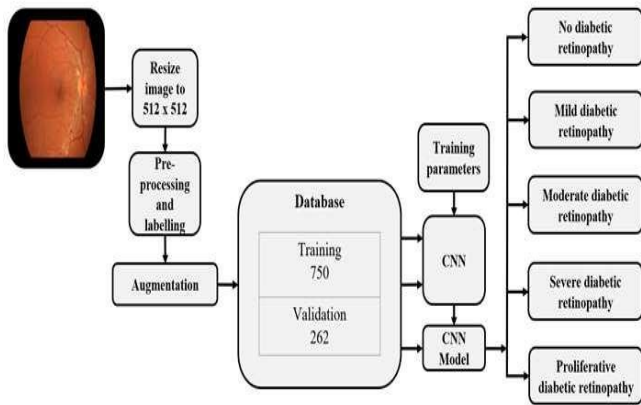 Resize
image to
512 x 512
Pre-
processing
and
labelling
Augmentation
Database
Training
750
Validation
262
Training
parameters
CNN
CNN
Model
No diabetic
retinopathy
Mild diabetic
retinopathy
Moderate diabetic
retinopathy
Severe diabetic
retinopathy
Proliferative
diabetic retinopathy